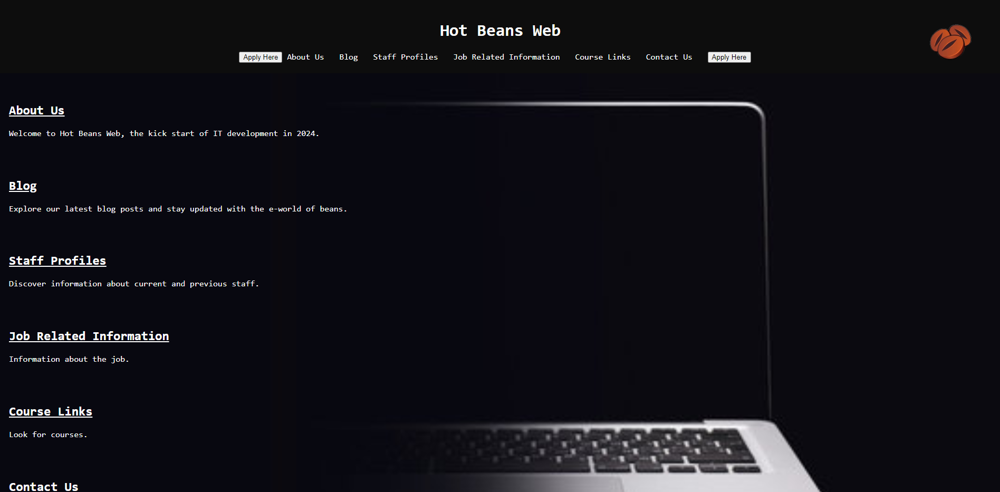 Hot Beans Web
Apply Here About Us Blog Staff Profiles Job Related Information Course Links Contact Us Apply Here
About Us
Welcome to Hot Beans Web, the kick start of IT development in 2024.
Blog
Explore our latest blog posts and stay updated with the e-world of beans.
Staff Profiles
Discover information about current and previous staff.
Job Related Information
Information about the job.
Course Links
Look for courses.
Contact Us